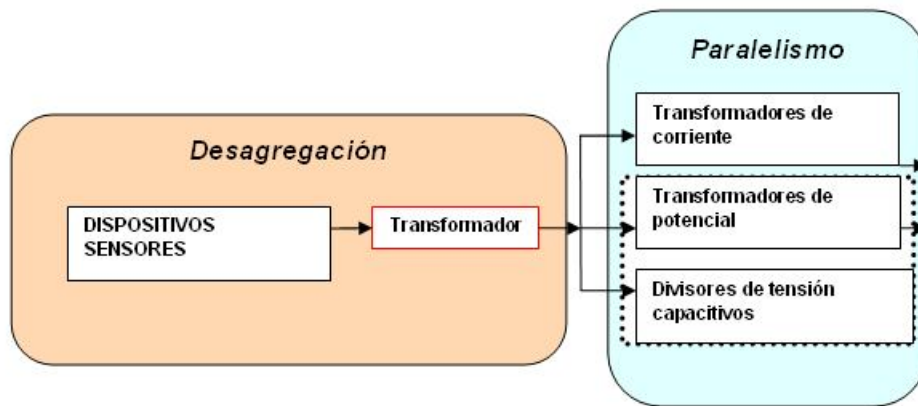 Desagregación
DISPOSITIVOS
SENSORES
Transformador
Paralelismo
Transformadores de
corriente
Transformadores de
potencial
Divisores de tensión
capacitivos